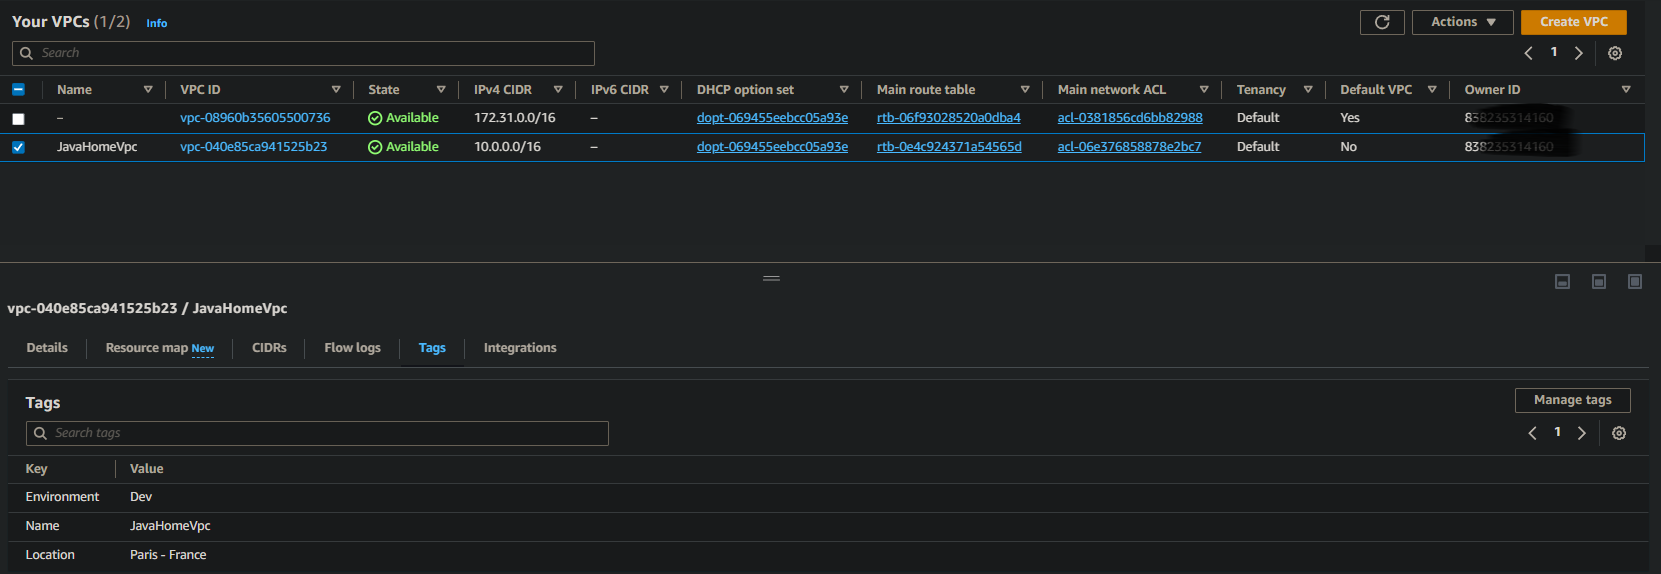 Your VPCs (1/2) Info
Actions Create VPC
Search
1
Name VPC ID State IPv4 CIDR IPv6 CIDR DHCP option set Main route table Main network ACL Tenancy Default VPC Owner ID
– vpc-08960b35605500736 Available 172.31.0.0/16 – dopt-069455eebcc05a93e rtb-06f93028520a0dba4 acl-0381856cd6bb82988 Default Yes
JavaHomeVpc vpc-040e85ca941525b23 Available 10.0.0.0/16 – dopt-069455eebcc05a93e rtb-0e4c924371a54565d acl-06e376858878e2bc7 Default No
vpc-040e85ca941525b23 / JavaHomeVpc
Details Resource map New CIDRs Flow logs Tags Integrations
Tags
Manage tags
Search tags
1
Key Value
Environment Dev
Name JavaHomeVpc
Location Paris - France